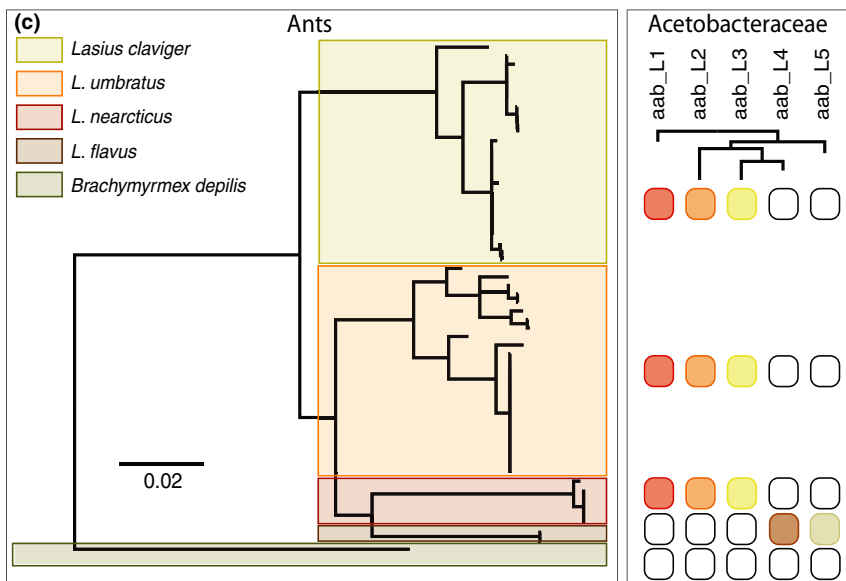 (c)
Ants
Lasius claviger
L. umbratus
L. nearcticus
L. flavus
Brachymyrmex depilis
0.02
Acetobacteraceae
aab_L1
aab_L2
aab_L3
aab_L4
aab_L5